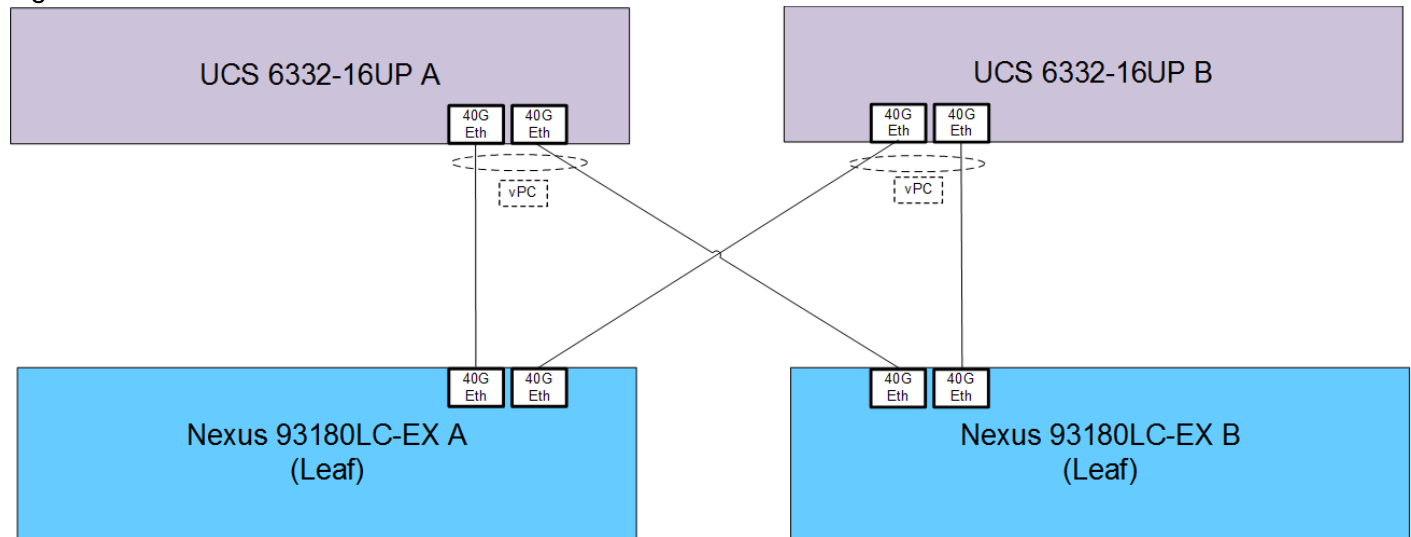 UCS 6332-16UP A
UCS 6332-16UP B
40G
Eth
40G
Eth
40G
Eth
40G
Eth
vPC
vPC
40G
Eth
40G
Eth
40G
Eth
40G
Eth
Nexus 93180LC-EX A
(Leaf)
Nexus 93180LC-EX B
(Leaf)